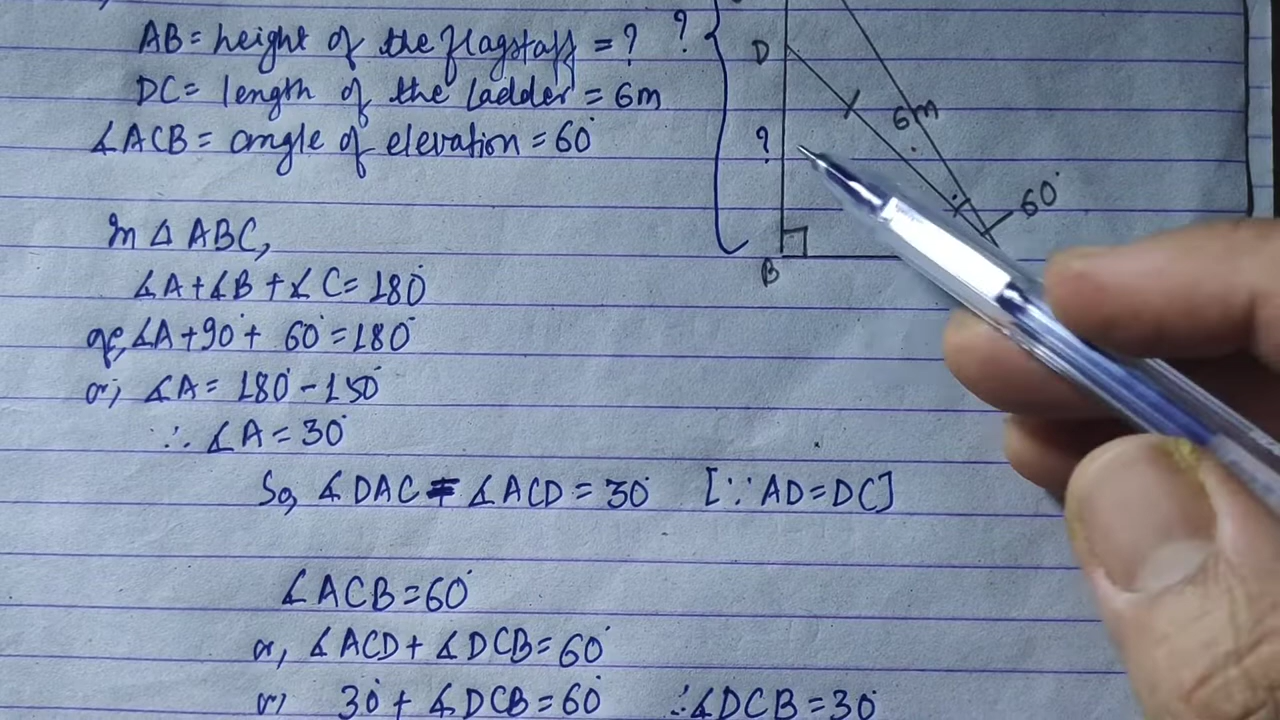 AB = height of the flagstaff = ? ?
DC = length of the ladder = 6m
∡ACB = angle of elevation = 60°
D
6m
?
60°
B
In Δ ABC,
∡A + ∡B + ∡C = 180°
or, ∡A + 90° + 60° = 180°
or, ∡A = 180° - 150°
∴ ∡A = 30°
So, ∡DAC = ∡ACD = 30° [∵ AD = DC]
∡ACB = 60°
or, ∡ACD + ∡DCB = 60°
or, 30° + ∡DCB = 60° ∴ ∡DCB = 30°